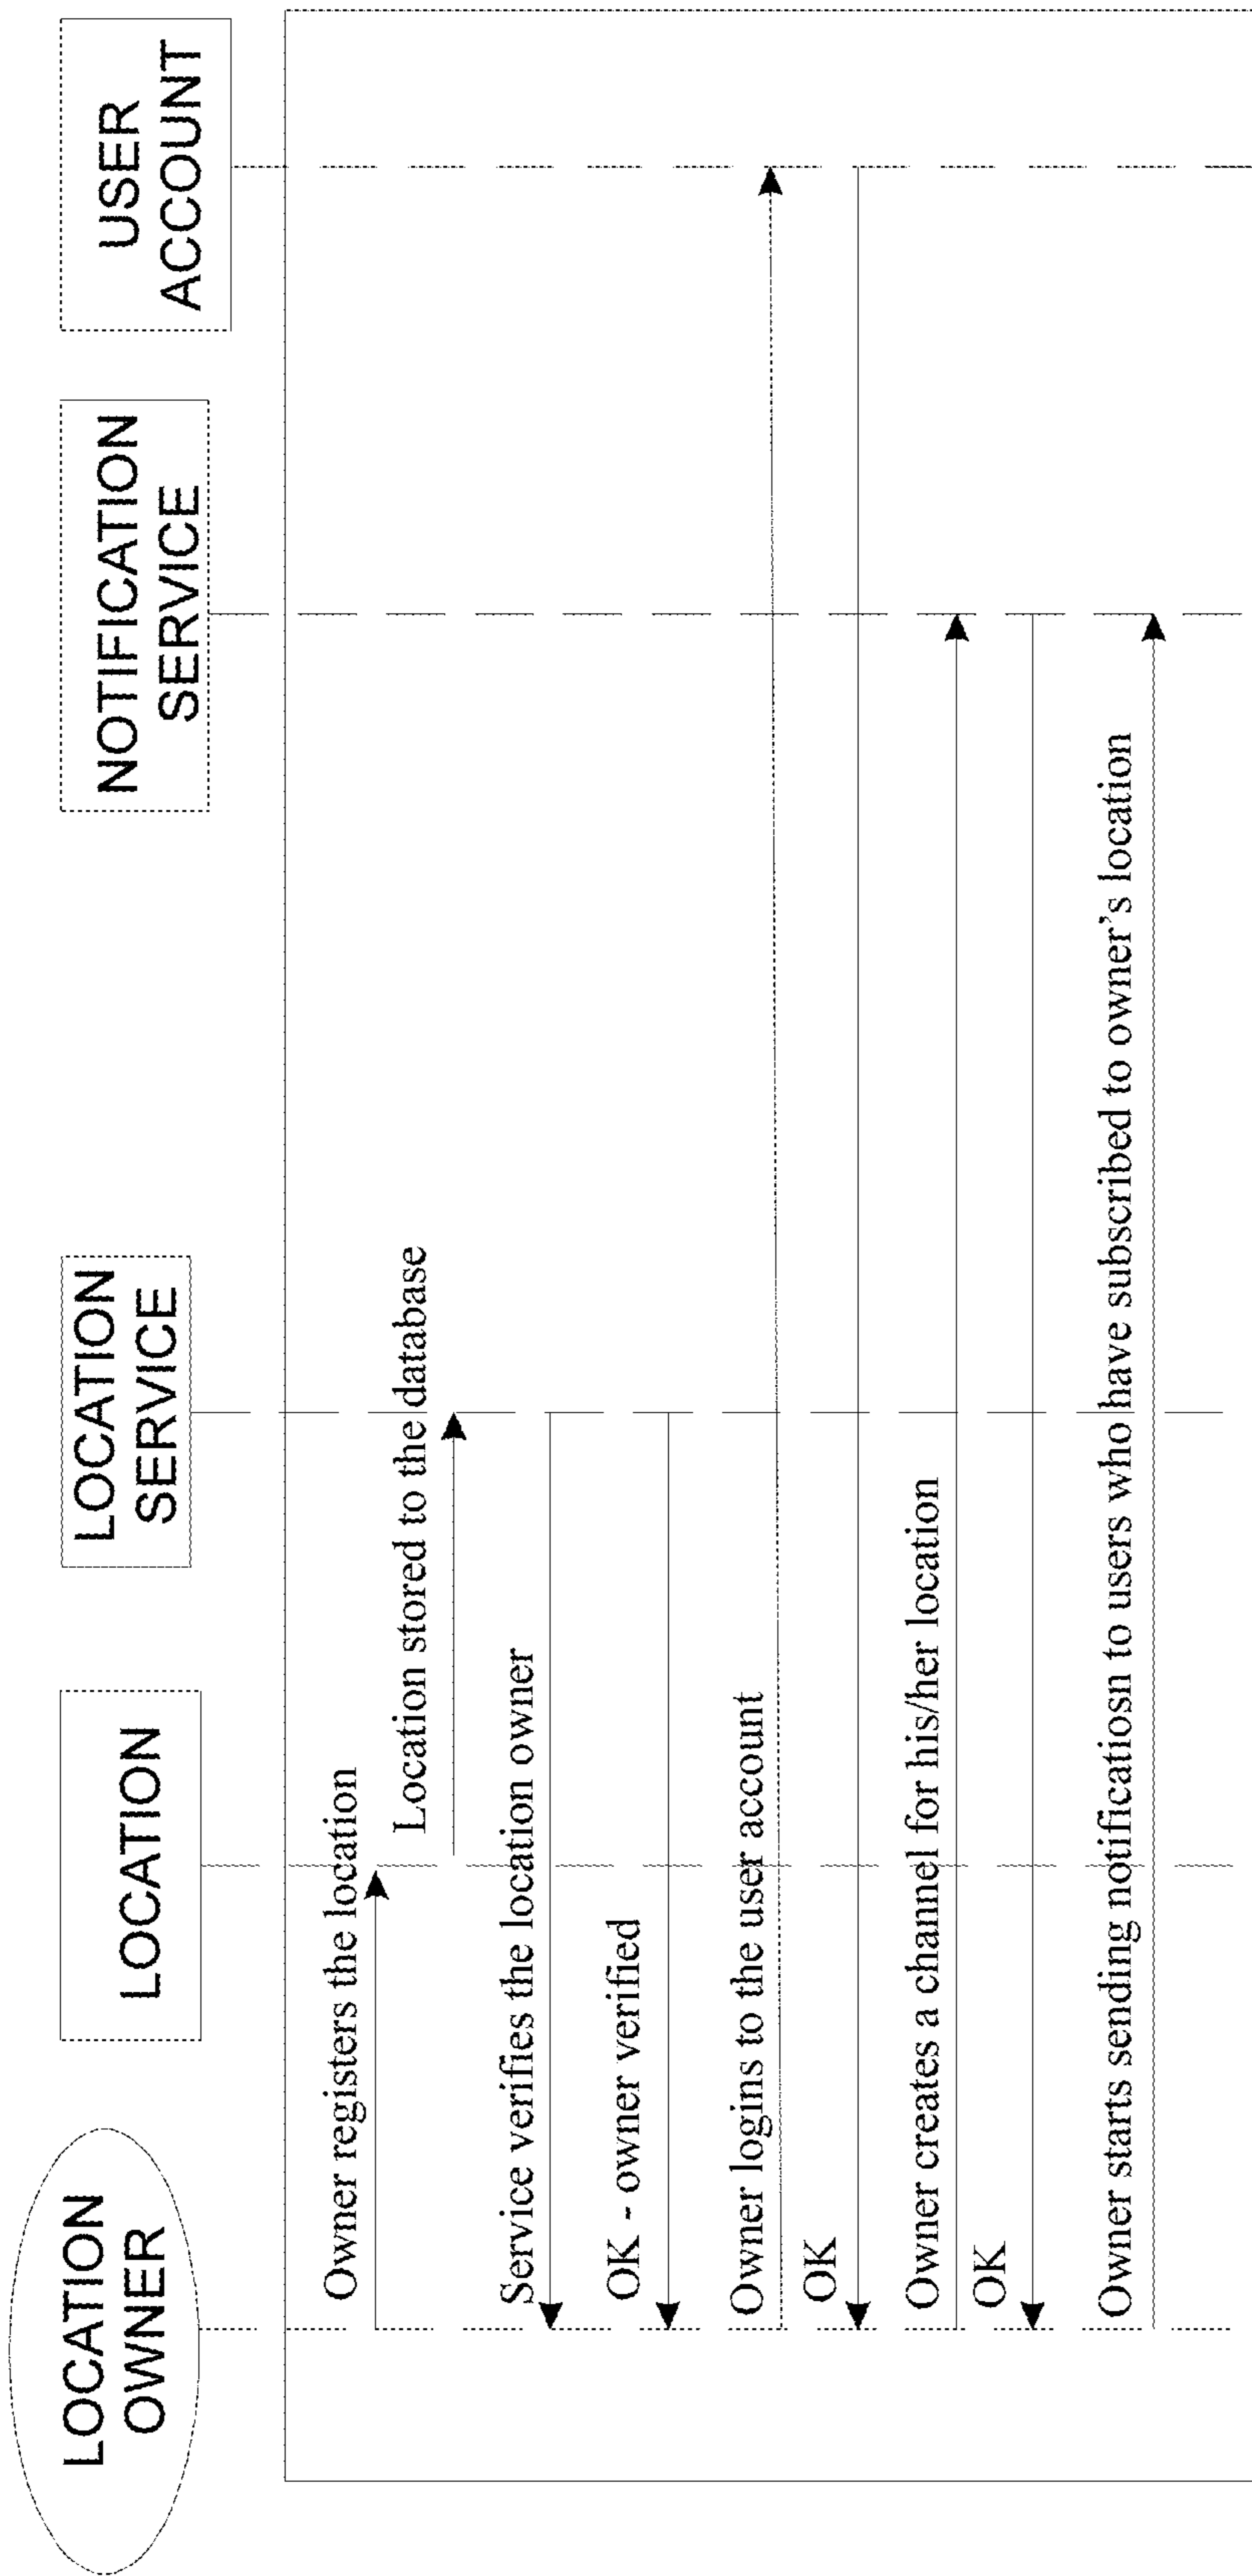 LOCATION
OWNER
LOCATION
LOCATION
SERVICE
NOTIFICATION
SERVICE
USER
ACCOUNT
Owner registers the location
Location stored to the database
Service verifies the location owner
OK - owner verified
Owner logins to the user account
OK
Owner creates a channel for his/her location
OK
Owner starts sending notificatiosn to users who have subscribed to owner's location